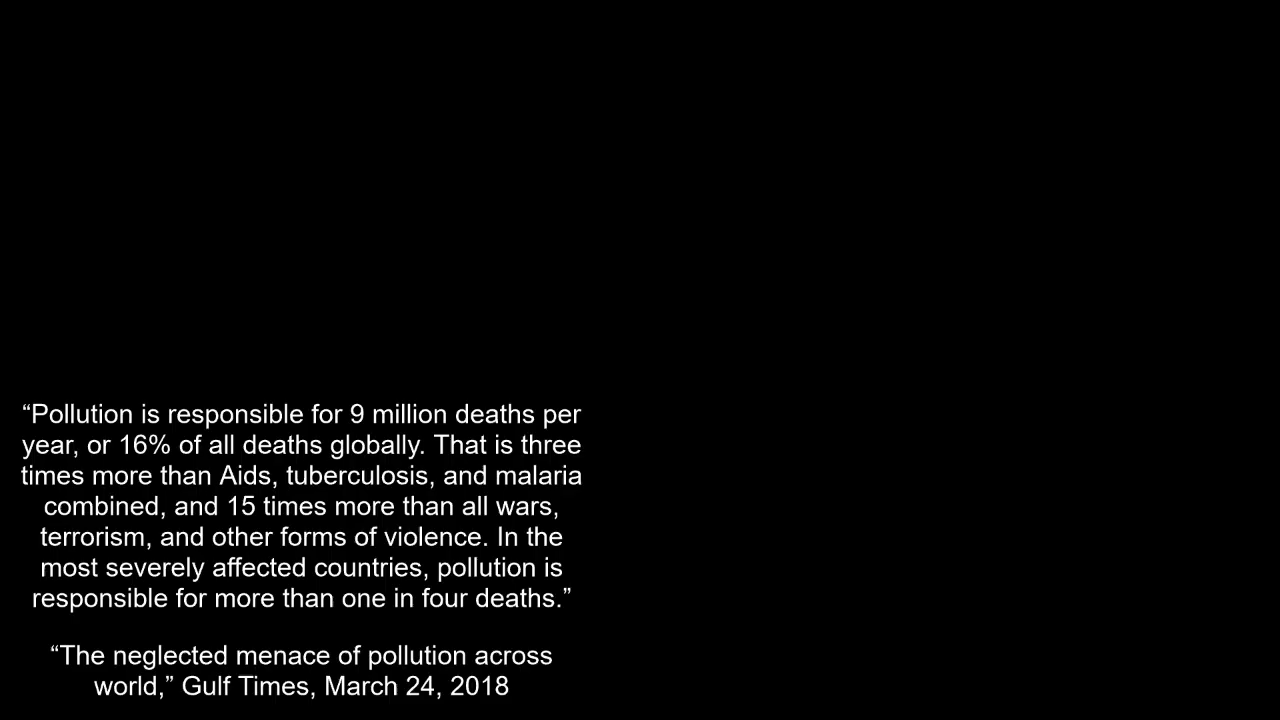 “Pollution is responsible for 9 million deaths per
year, or 16% of all deaths globally. That is three
times more than Aids, tuberculosis, and malaria
combined, and 15 times more than all wars,
terrorism, and other forms of violence. In the
most severely affected countries, pollution is
responsible for more than one in four deaths.”
“The neglected menace of pollution across
world,” Gulf Times, March 24, 2018